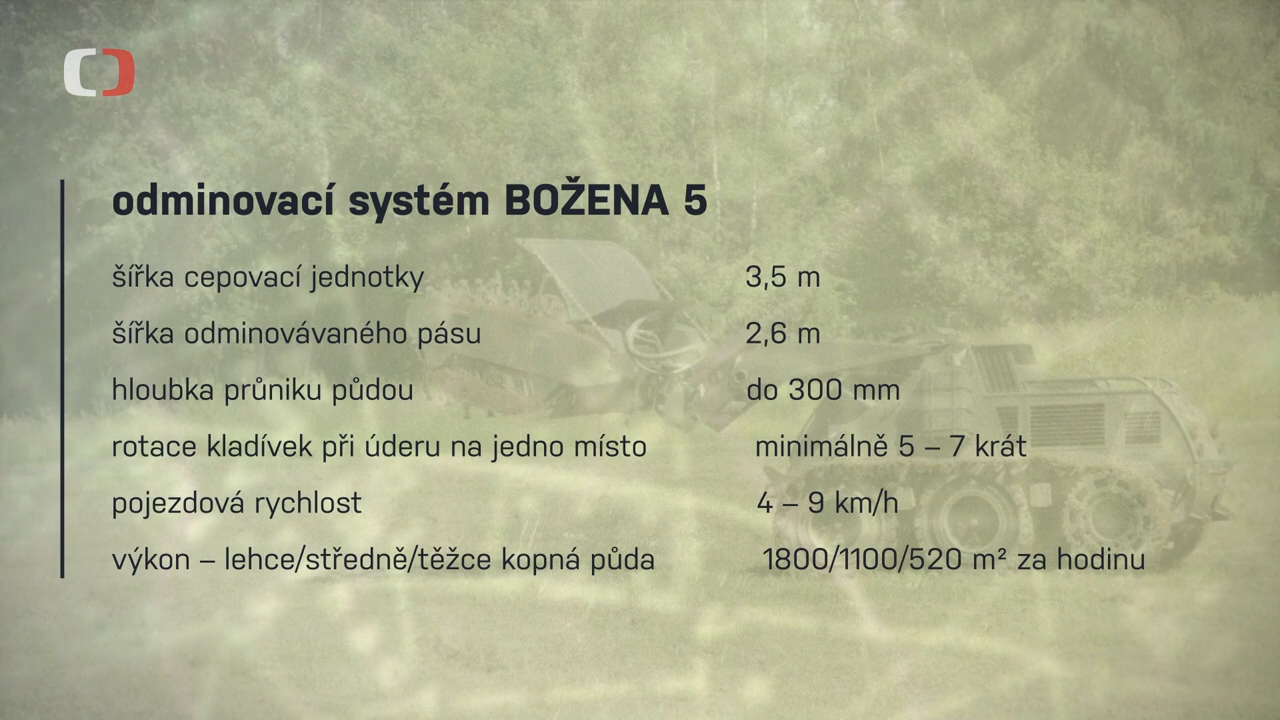 odminovací systém BOŽENA 5
šířka cepovací jednotky 3,5 m
šířka odminovávaného pásu 2,6 m
hloubka průniku půdou do 300 mm
rotace kladívek při úderu na jedno místo minimálně 5 – 7 krát
pojezdová rychlost 4 – 9 km/h
výkon – lehce/středně/těžce kopná půda 1800/1100/520 m² za hodinu